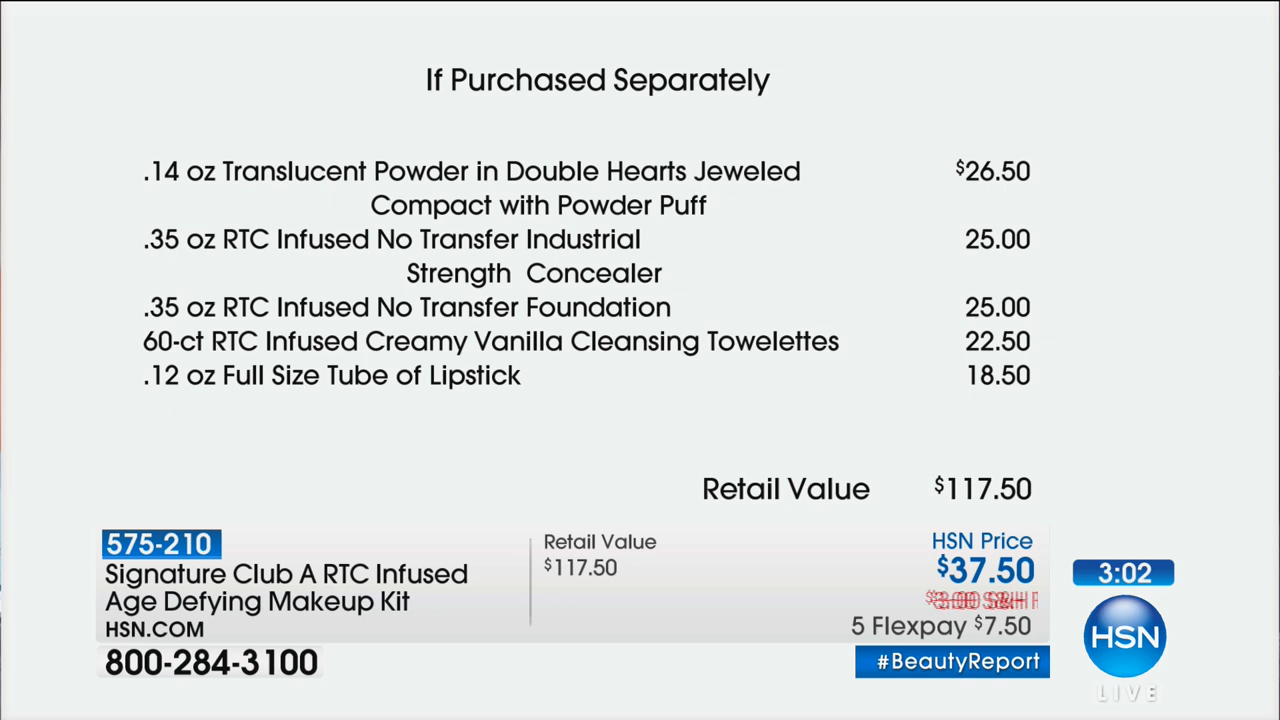 If Purchased Separately
.14 oz Translucent Powder in Double Hearts Jeweled $26.50
Compact with Powder Puff
.35 oz RTC Infused No Transfer Industrial 25.00
Strength Concealer
.35 oz RTC Infused No Transfer Foundation 25.00
60-ct RTC Infused Creamy Vanilla Cleansing Towelettes 22.50
.12 oz Full Size Tube of Lipstick 18.50
Retail Value $117.50
575-210
Signature Club A RTC Infused
Age Defying Makeup Kit
HSN.COM
800-284-3100
Retail Value
$117.50
HSN Price
$37.50
5 Flexpay $7.50
#BeautyReport
3:02
HSN
LIVE